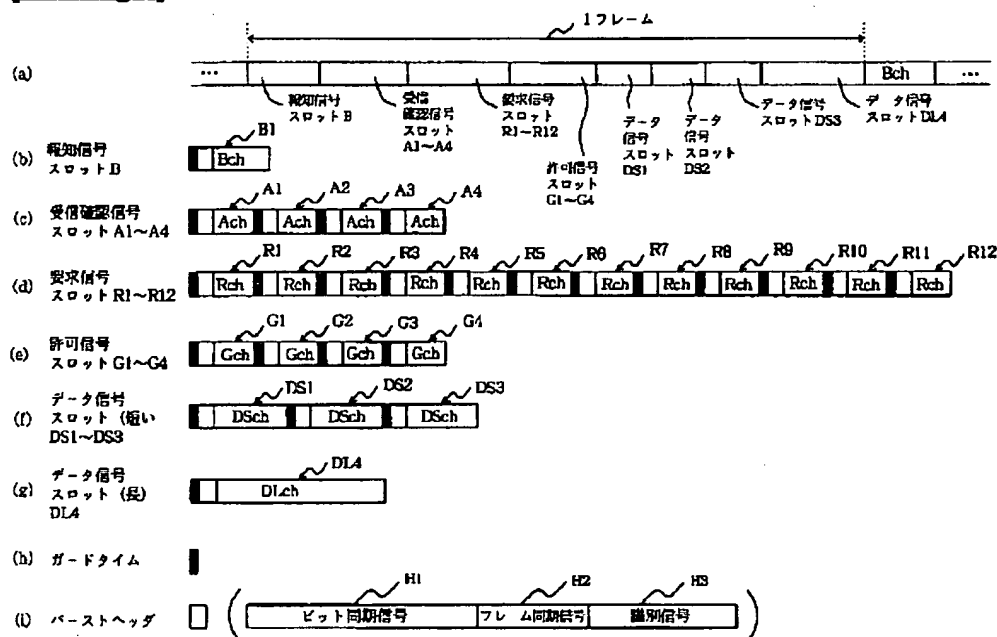 1フレーム
(a)
...
Bch
...
報知信号
スロットB
受信
確認信号
スロット
A1~A4
要求信号
スロット
R1~R12
許可信号
スロット
G1~G4
データ
信号
スロット
DS1
データ
信号
スロット
DS2
データ信号
スロットDS3
データ信号
スロットDL4
(b) 報知信号
スロットB
B1
Bch
(c) 受信確認信号
スロットA1~A4
A1 A2 A3 A4
Ach Ach Ach Ach
(d) 要求信号
スロットR1~R12
R1 R2 R3 R4 R5 R6 R7 R8 R9 R10 R11 R12
Rch Rch Rch Rch Rch Rch Rch Rch Rch Rch Rch Rch
(e) 許可信号
スロットG1~G4
G1 G2 G3 G4
Gch Gch Gch Gch
(f) データ信号
スロット (短い
DS1~DS3
DS1 DS2 DS3
DSch DSch DSch
(g) データ信号
スロット (長)
DL4
DL4
DLch
(h) ガードタイム
(i) バーストヘッダ
H1 H2 H3
ビット同期信号 フレーム同期信号 識別信号